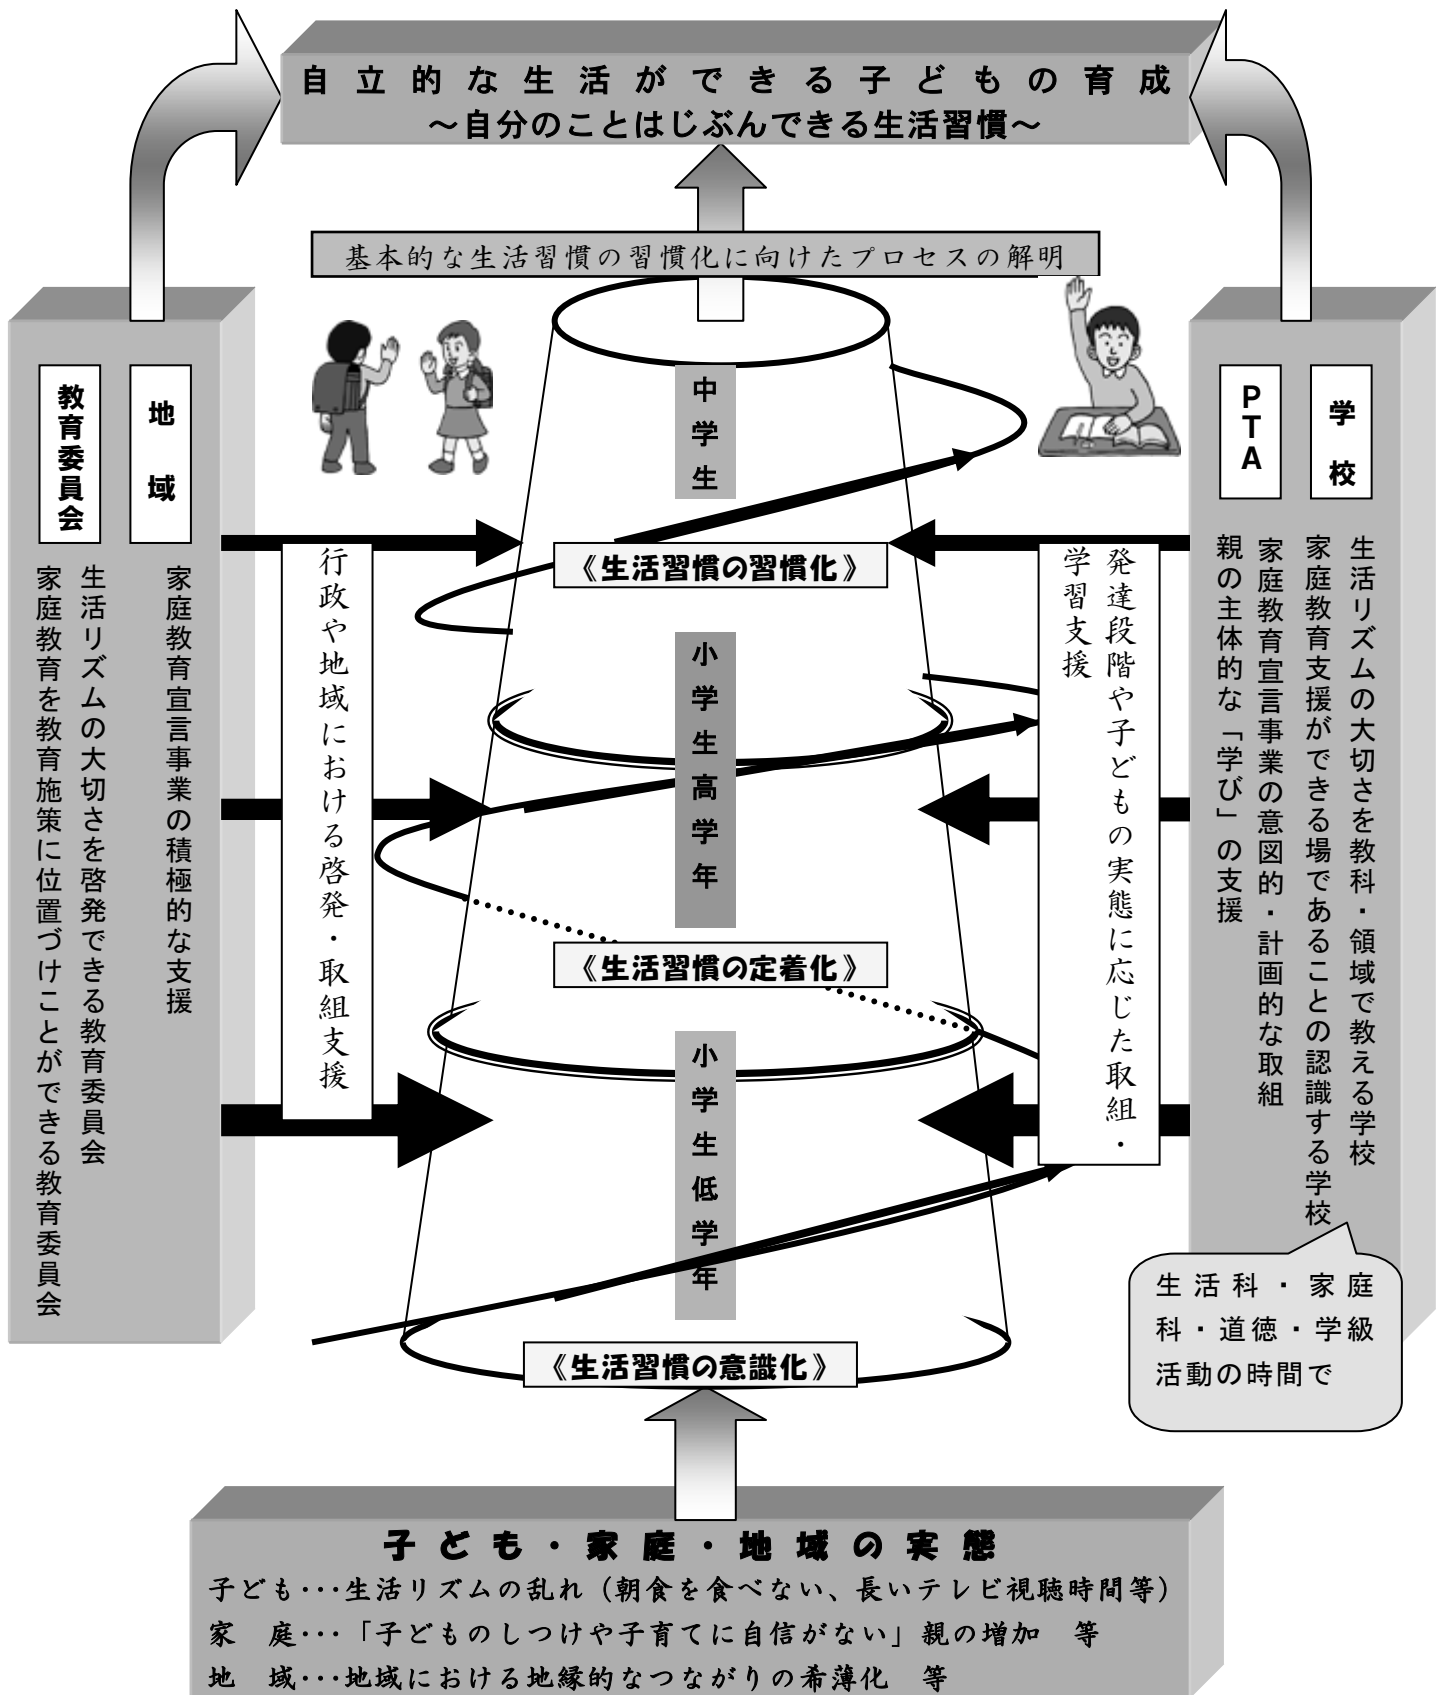 自立的な生活ができる子どもの育成
～自分のことはじぶんできる生活習慣～
基本的な生活習慣の習慣化に向けたプロセスの解明
教育委員会
地域
家庭教育宣言事業の積極的な支援
生活リズムの大切さを啓発できる教育委員会
家庭教育を教育施策に位置づけことができる教育委員会
行政や地域における啓発・取組支援
中学生
《生活習慣の習慣化》
小学生高学年
《生活習慣の定着化》
小学生低学年
《生活習慣の意識化》
発達段階や子どもの実態に応じた取組・
学習支援
PTA
学校
生活リズムの大切さを教科・領域で教える学校
家庭教育支援ができる場であることの認識する学校
家庭教育宣言事業の意図的・計画的な取組
親の主体的な「学び」の支援
生活科・家庭
科・道徳・学級
活動の時間で
子ども・家庭・地域の実態
子ども･･･生活リズムの乱れ（朝食を食べない、長いテレビ視聴時間等）
家　庭･･･「子どものしつけや子育てに自信がない」親の増加　等
地　域･･･地域における地縁的なつながりの希薄化　等